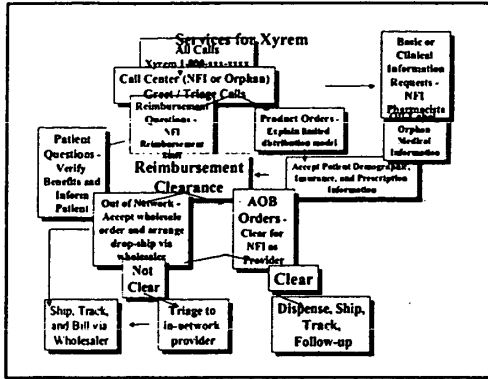 Services for Xyrem
All Calls
Xyrem 1-800-xxx-xxxx
Call Center (NFI or Orphan)
Greet / Triage Calls
Basic or
Clinical Information
Requests -
NFI
Pharmacists
Off Label
Orphan
Medical
Information
Reimbursement
Questions -
NFI
Reimbursement
Product Orders -
Explain limited
distribution model
Patient
Questions -
Verify
Benefits and
Inform
Patient
Reimbursement
Clearance
Accept Patient Demographic,
Insurance, and Prescription
Information
Out of Network -
Accept wholesale
order and arrange
drop-ship via
wholesaler
AOB
Orders -
Clear for
NFI as
Provider
Not
Clear
Clear
Ship, Track,
and Bill via
Wholesaler
Triage to
in-network
provider
Dispense, Ship,
Track,
Follow-up